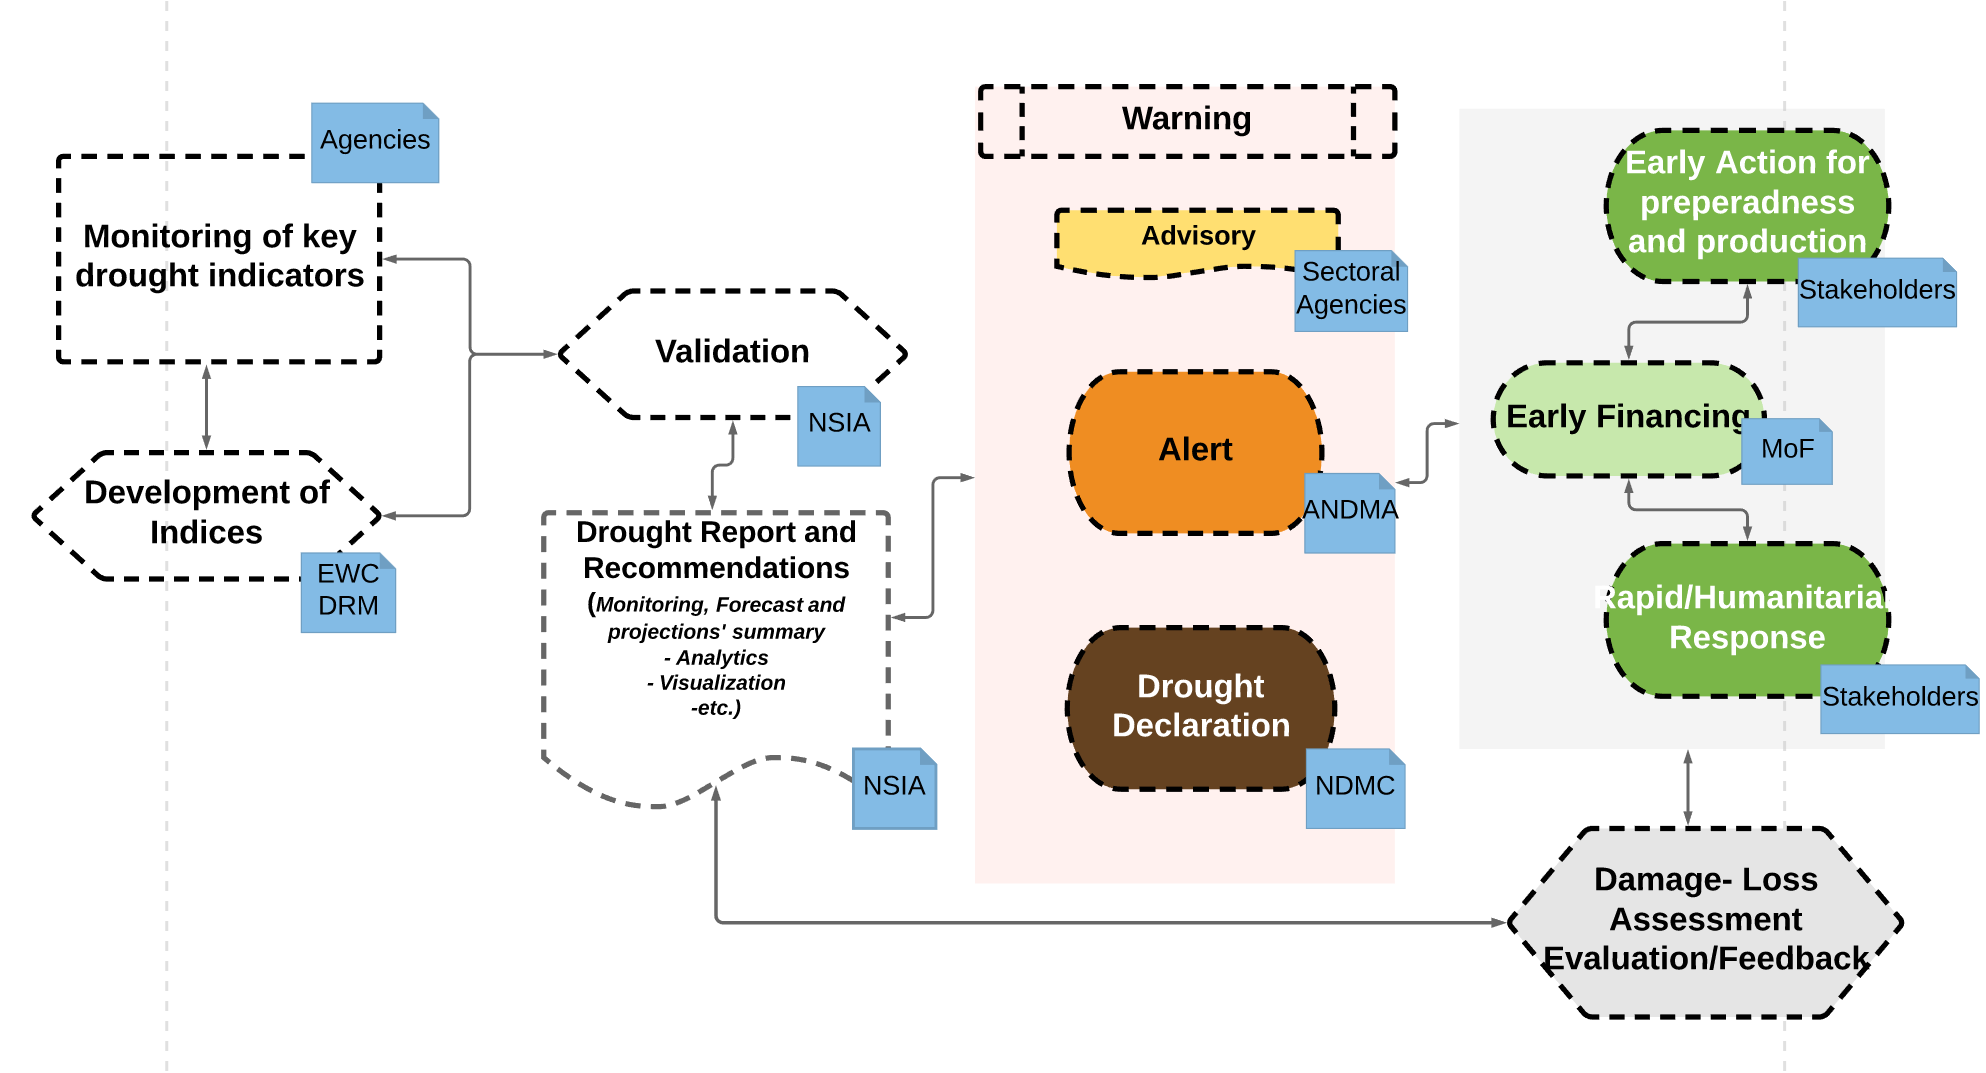 Agencies
Monitoring of key
drought indicators
Development of
Indices
EWC
DRM
Validation
NSIA
Drought Report and
Recommendations
(Monitoring, Forecast and
projections' summary
- Analytics
- Visualization
-etc.)
NSIA
Warning
Advisory
Sectoral
Agencies
Alert
ANDMA
Drought
Declaration
NDMC
Early Action for
preperadness
and production
Stakeholders
Early Financing
MoF
Rapid/Humanitarian
Response
Stakeholders
Damage- Loss
Assessment
Evaluation/Feedback